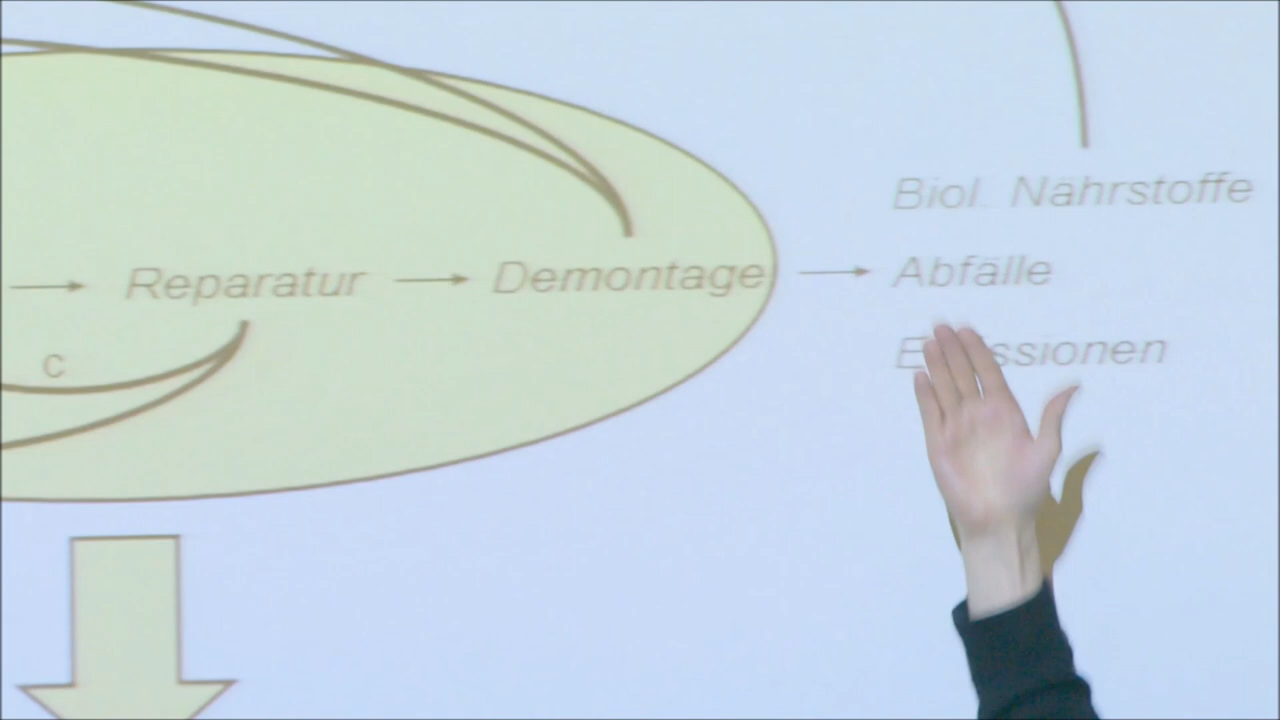 Biol. Nährstoffe
Reparatur
Demontage
Abfälle
Emissionen
c